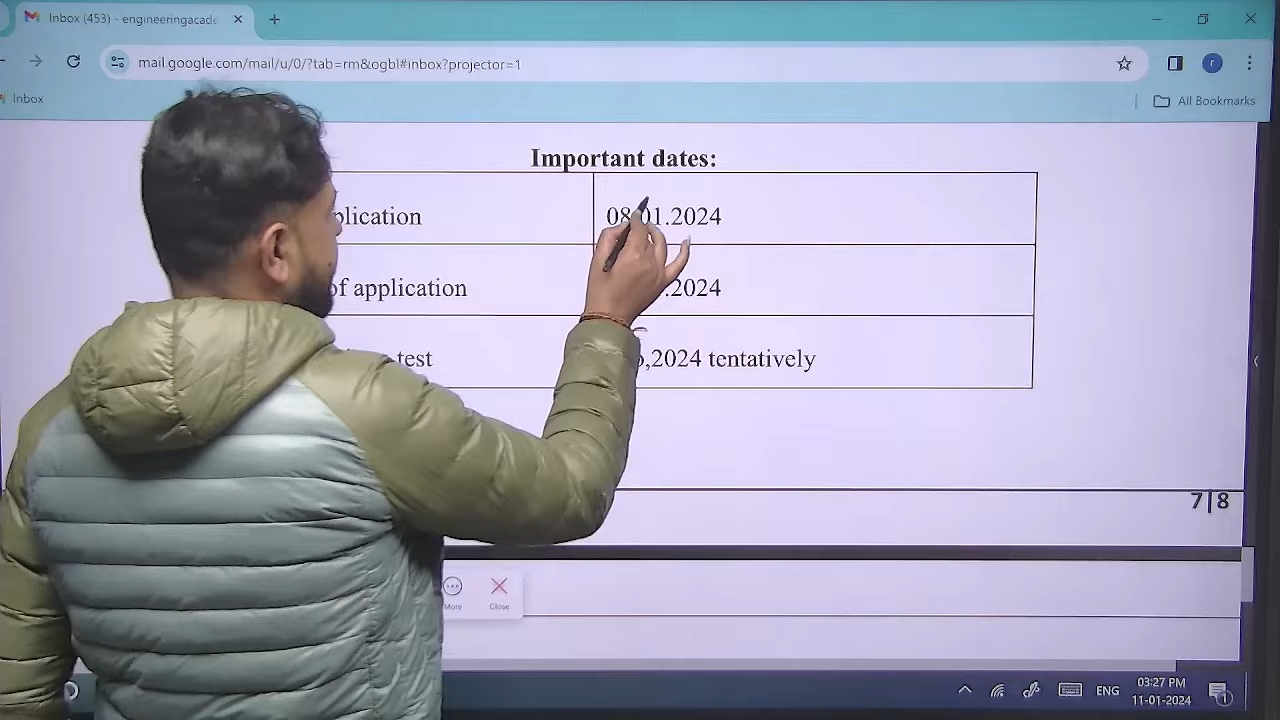 Inbox (453) - engineeringacade
mail.google.com/mail/u/0/?tab=rm&ogbl#inbox?projector=1
Inbox
All Bookmarks
Important dates:
plication 08.01.2024
of application .2024
test ,2024 tentatively
7|8
More Close
ENG
03:27 PM
11-01-2024